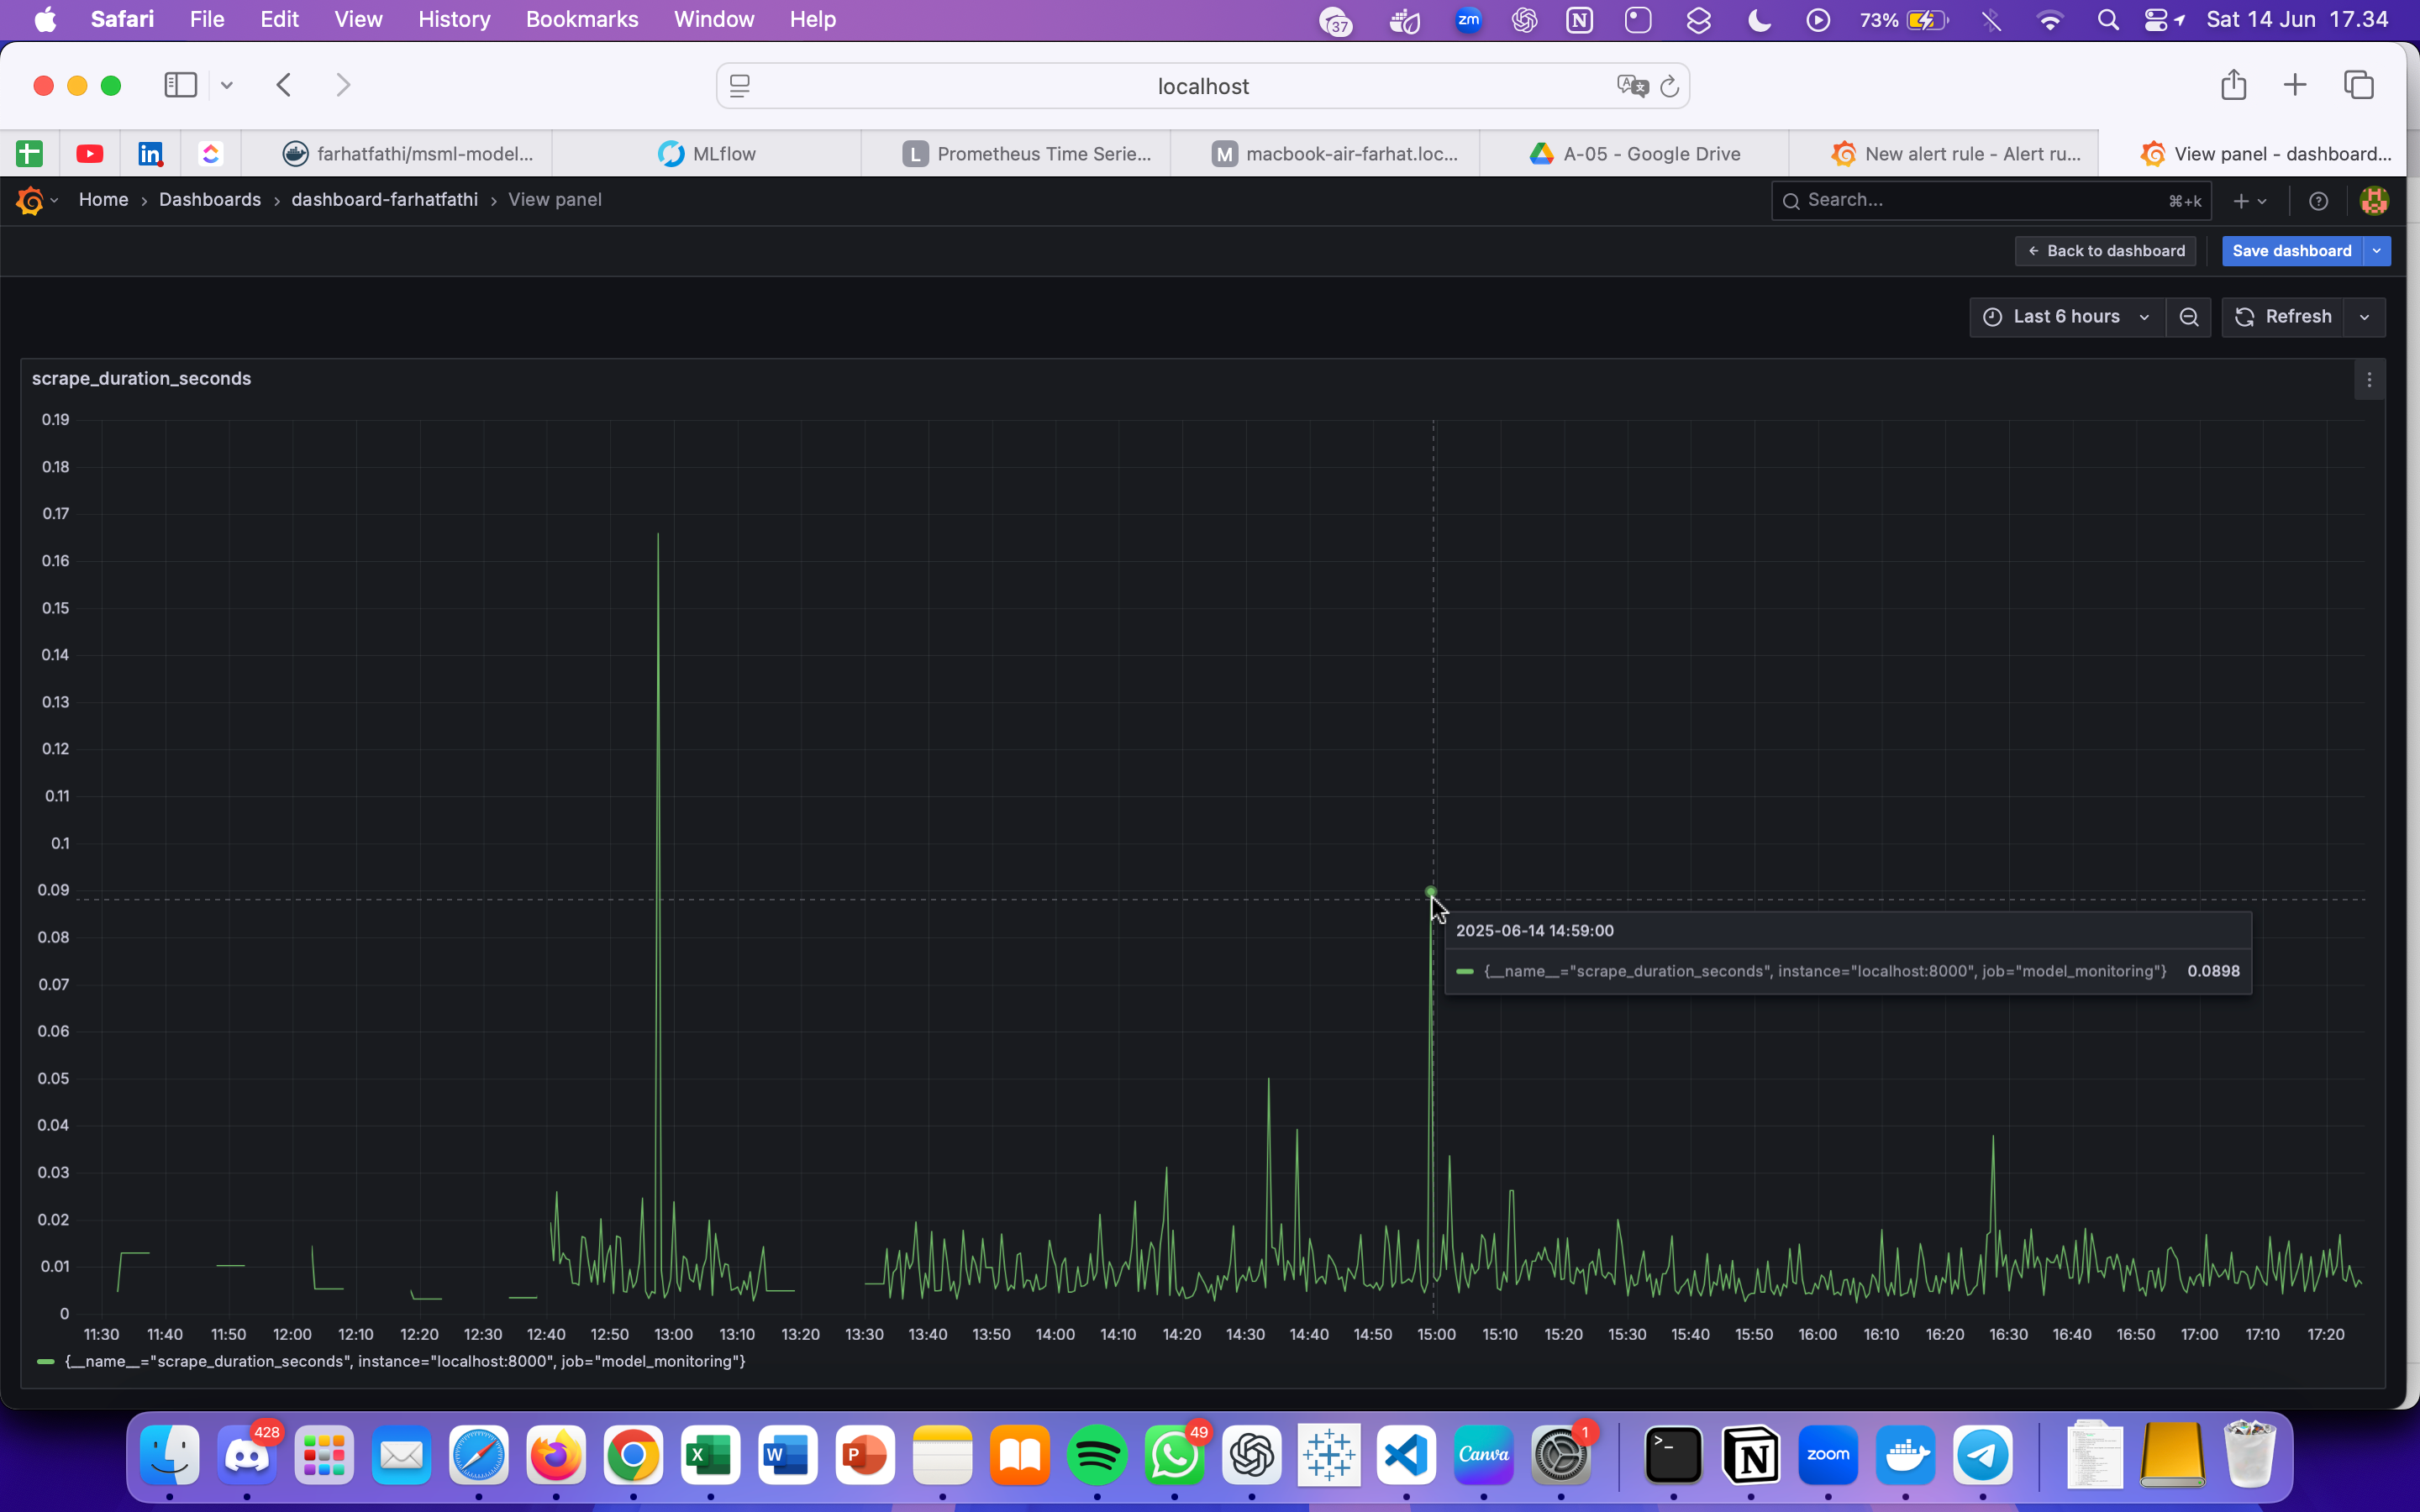 Safari File Edit View History Bookmarks Window Help 37 zm N 73% Sat 14 Jun 17.34
localhost
in farhatfathi/msml-model... MLflow L Prometheus Time Serie... M macbook-air-farhat.loc... A-05 - Google Drive New alert rule - Alert ru... View panel - dashboard...
Home › Dashboards › dashboard-farhatfathi › View panel Search... ⌘+k
← Back to dashboard Save dashboard
Last 6 hours Refresh
scrape_duration_seconds
0.19
0.18
0.17
0.16
0.15
0.14
0.13
0.12
0.11
0.1
0.09
0.08
0.07
0.06
0.05
0.04
0.03
0.02
0.01
0
2025-06-14 14:59:00
{__name__="scrape_duration_seconds", instance="localhost:8000", job="model_monitoring"} 0.0898
11:30 11:40 11:50 12:00 12:10 12:20 12:30 12:40 12:50 13:00 13:10 13:20 13:30 13:40 13:50 14:00 14:10 14:20 14:30 14:40 14:50 15:00 15:10 15:20 15:30 15:40 15:50 16:00 16:10 16:20 16:30 16:40 16:50 17:00 17:10 17:20
{__name__="scrape_duration_seconds", instance="localhost:8000", job="model_monitoring"}
428 X W P 49 Canva 1 >_ N zoom